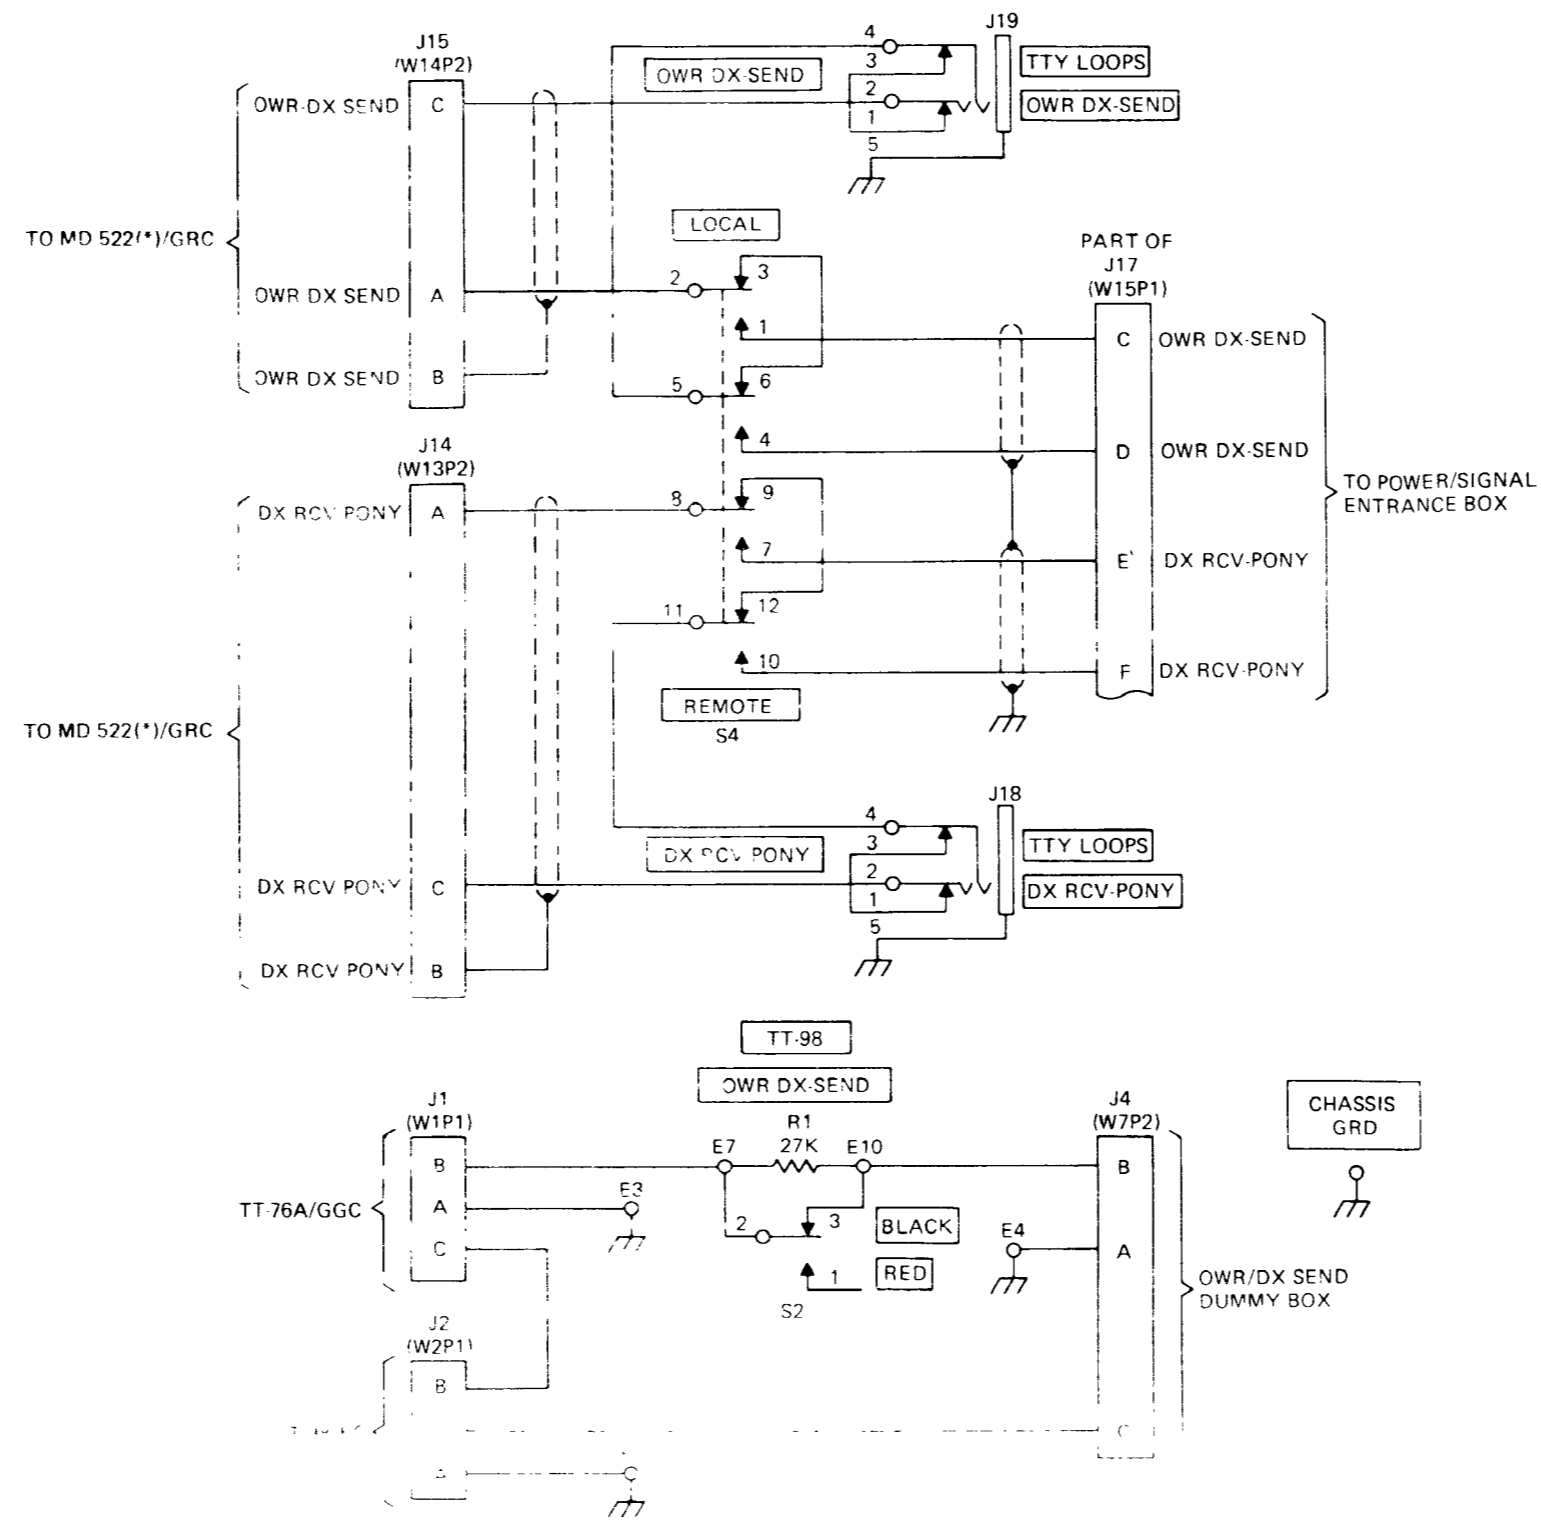 J15
(W14P2)
OWR-DX SEND C
TO MD 522(*)/GRC
OWR DX SEND A
OWR DX SEND B
OWR DX-SEND
4
3
2
1
5
J19
TTY LOOPS
OWR DX-SEND
LOCAL
2
3
1
5
6
4
8
9
7
11
12
10
REMOTE
S4
PART OF
J17
(W15P1)
C OWR DX-SEND
D OWR DX-SEND
E DX RCV-PONY
F DX RCV-PONY
TO POWER/SIGNAL
ENTRANCE BOX
J14
(W13P2)
DX RCV PONY A
TO MD 522(*)/GRC
DX RCV PONY C
DX RCV PONY B
DX RCV PONY
4
3
2
1
5
J18
TTY LOOPS
DX RCV-PONY
TT-98
OWR DX-SEND
R1
27K
E7
E10
2
3
1
S2
BLACK
RED
J1
(W1P1)
B
A
C
TT-76A/GGC
E3
J2
(W2P1)
B
A
C
J4
(W7P2)
B
A
C
E4
OWR/DX SEND
DUMMY BOX
CHASSIS
GRD